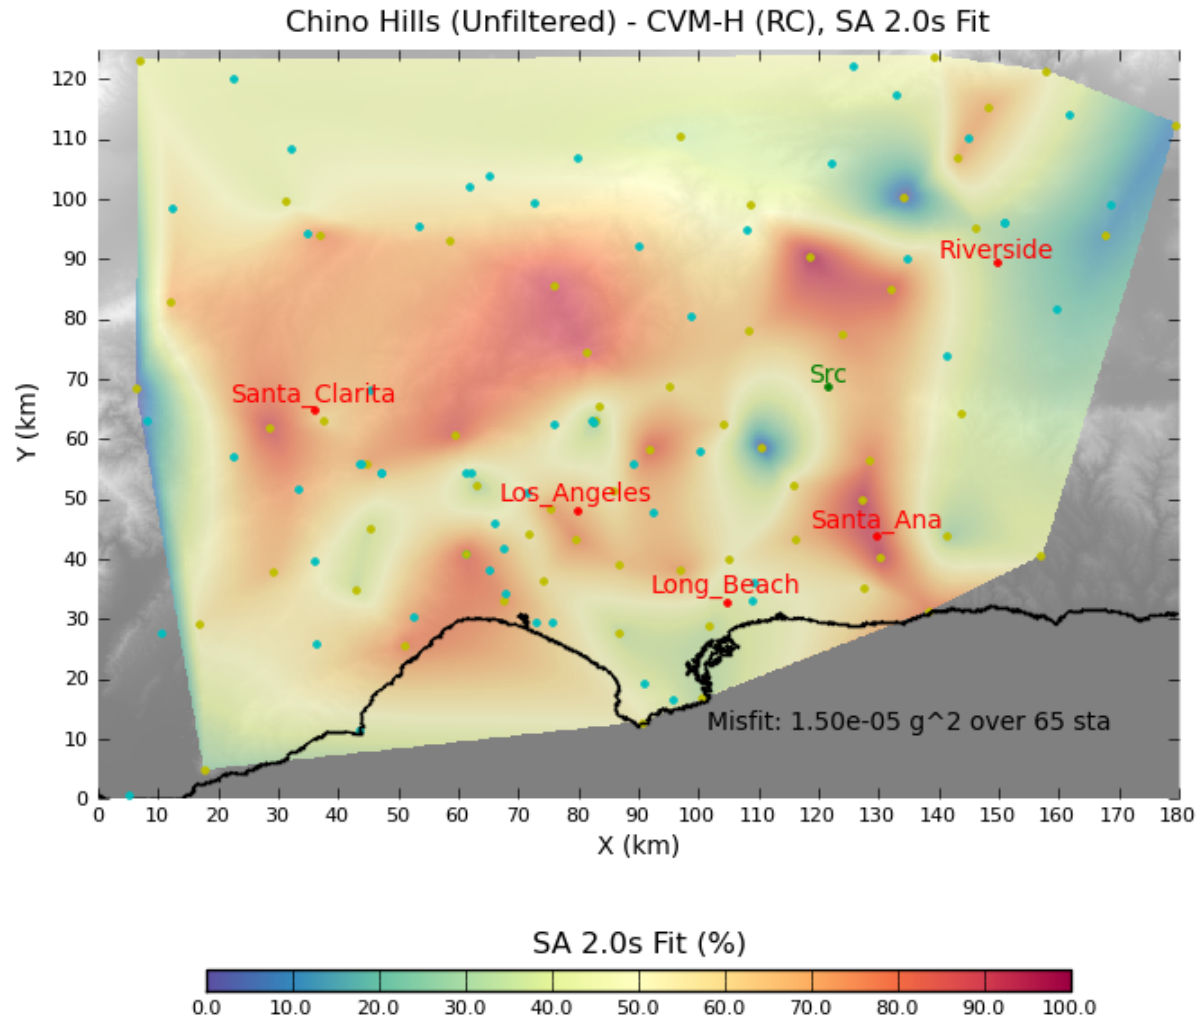 Chino Hills (Unfiltered) - CVM-H (RC), SA 2.0s Fit
120
110
100
90
80
70
60
50
40
30
20
10
0
Y (km)
Riverside
Src
Santa_Clarita
Los_Angeles
Santa_Ana
Long_Beach
Misfit: 1.50e-05 g^2 over 65 sta
0 10 20 30 40 50 60 70 80 90 100 110 120 130 140 150 160 170 180
X (km)
SA 2.0s Fit (%)
0.0 10.0 20.0 30.0 40.0 50.0 60.0 70.0 80.0 90.0 100.0